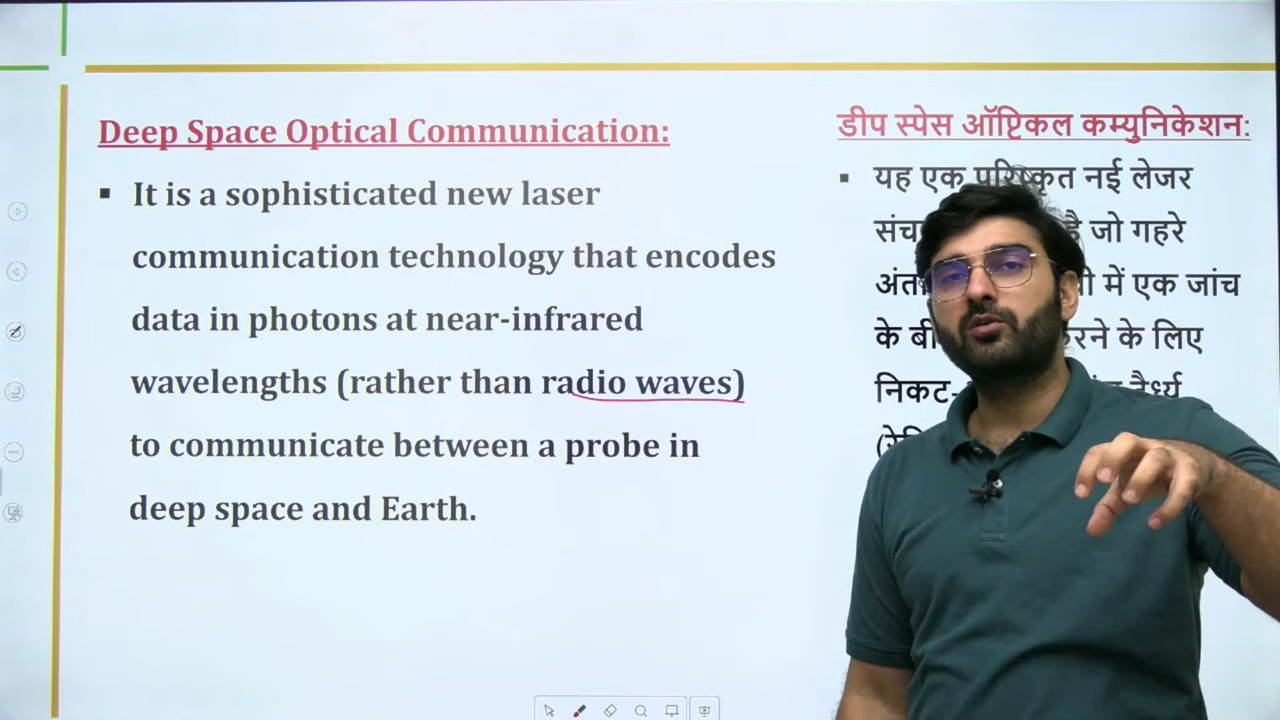 Deep Space Optical Communication:
▪ It is a sophisticated new laser
communication technology that encodes
data in photons at near-infrared
wavelengths (rather than radio waves)
to communicate between a probe in
deep space and Earth.
डीप स्पेस ऑप्टिकल कम्युनिकेशन:
▪ यह एक परिष्कृत नई लेजर
है जो गहरे
में एक जांच
के करने के लिए